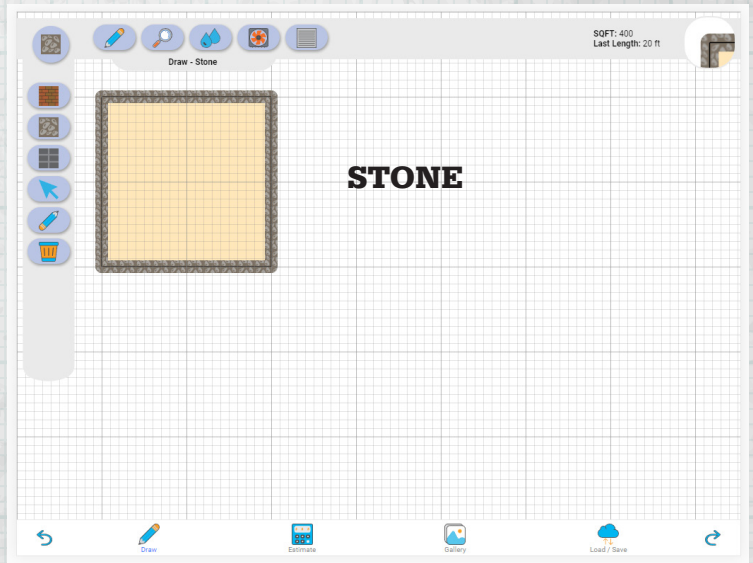 SQFT: 400
Last Length: 20 ft
Draw - Stone
STONE
Draw
Estimate
Gallery
Load / Save